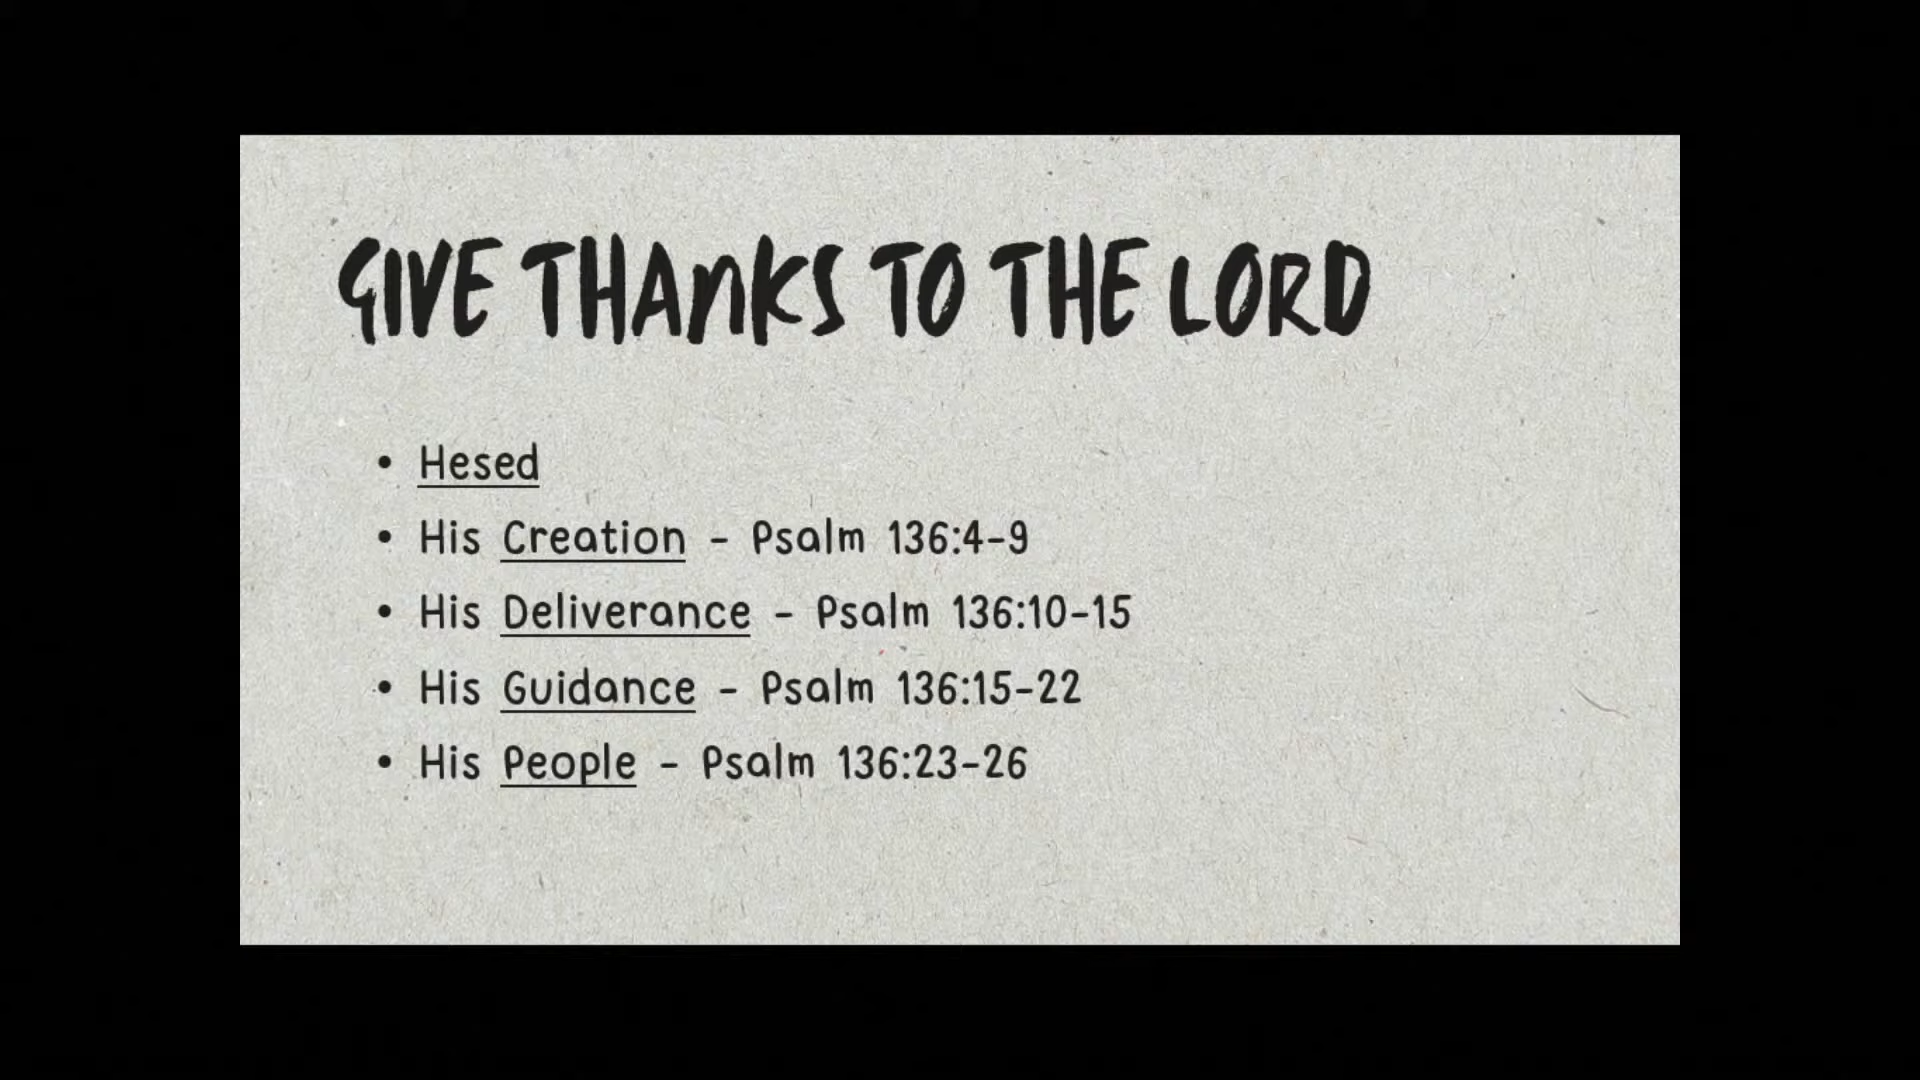 GIVE THANKS TO THE LORD
• Hesed
• His Creation - Psalm 136:4-9
• His Deliverance - Psalm 136:10-15
• His Guidance - Psalm 136:15-22
• His People - Psalm 136:23-26